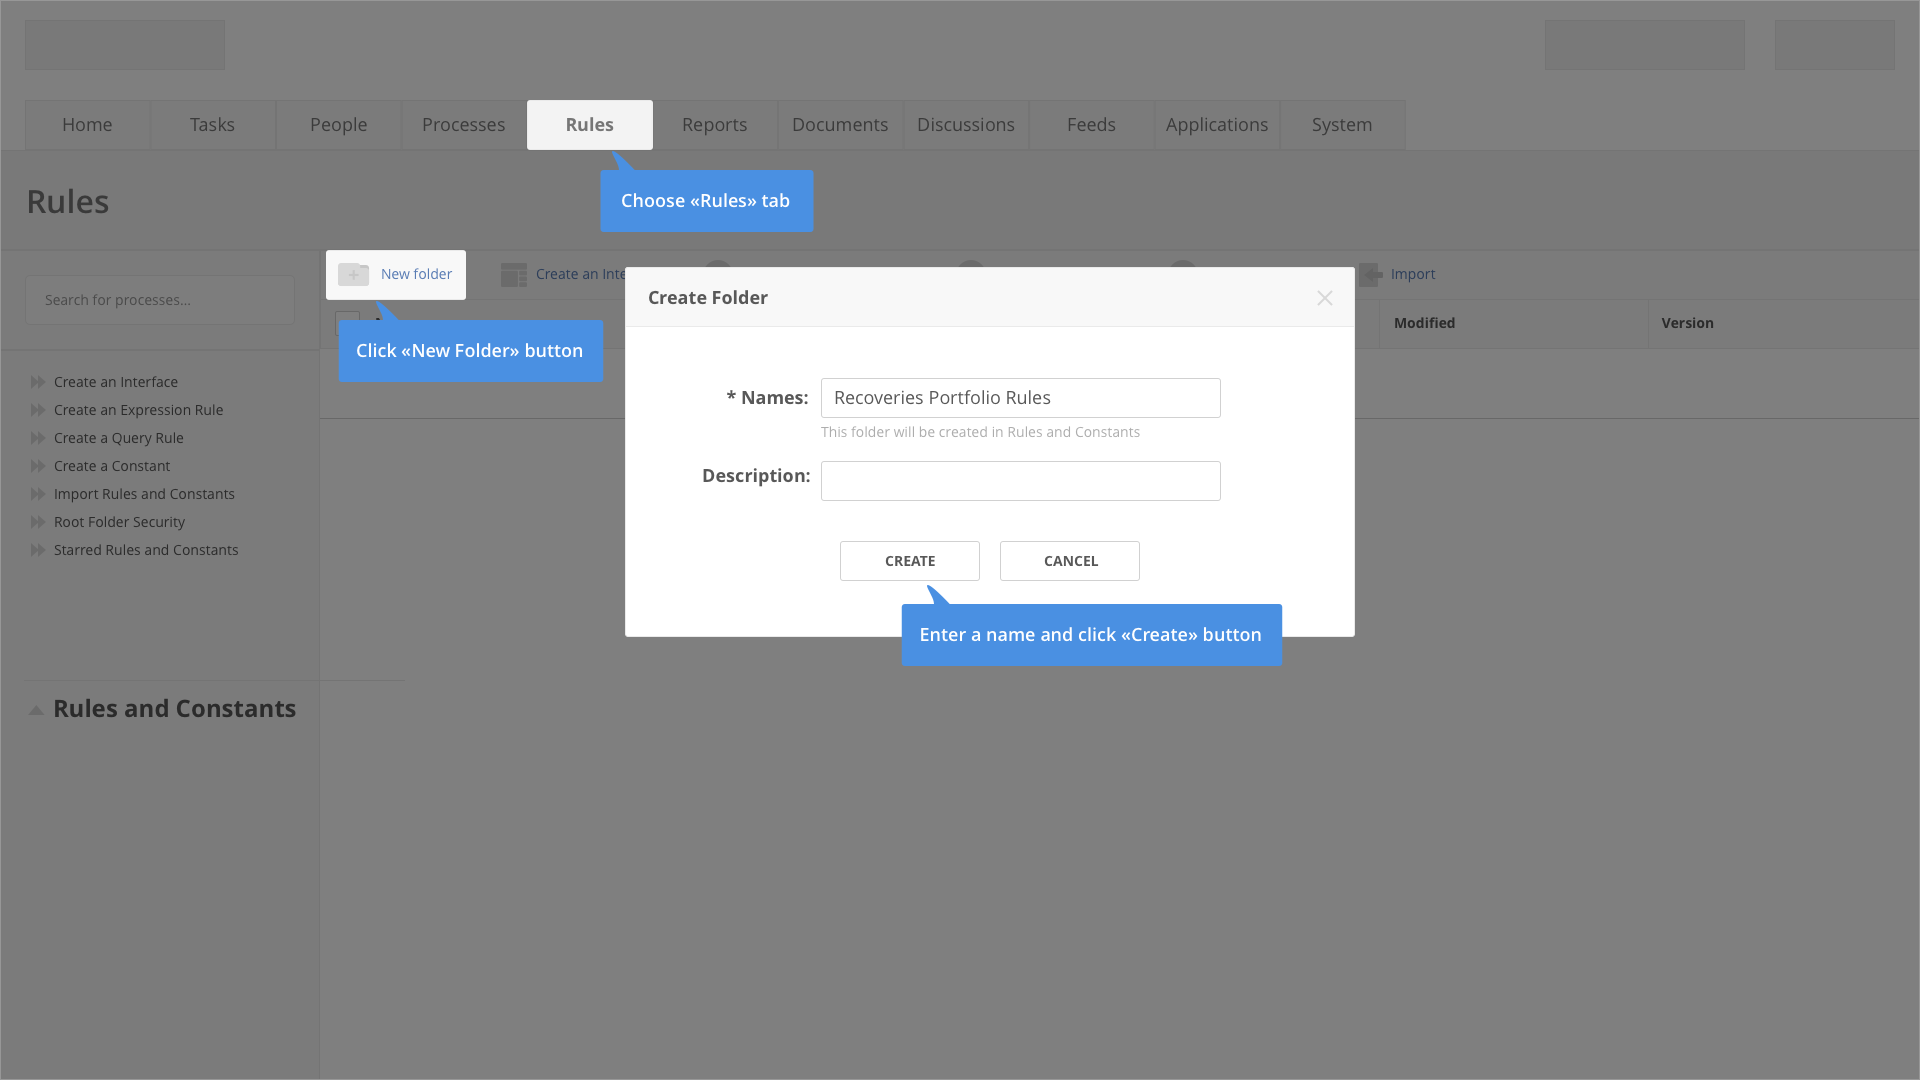 Home Tasks People Processes Rules Reports Documents Discussions Feeds Applications System
Choose «Rules» tab
Rules
New folder
Create an Inte
Import
Search for processes...
Click «New Folder» button
Modified Version
Create an Interface
Create an Expression Rule
Create a Query Rule
Create a Constant
Import Rules and Constants
Root Folder Security
Starred Rules and Constants
Rules and Constants
Create Folder
* Names: Recoveries Portfolio Rules
This folder will be created in Rules and Constants
Description:
CREATE CANCEL
Enter a name and click «Create» button